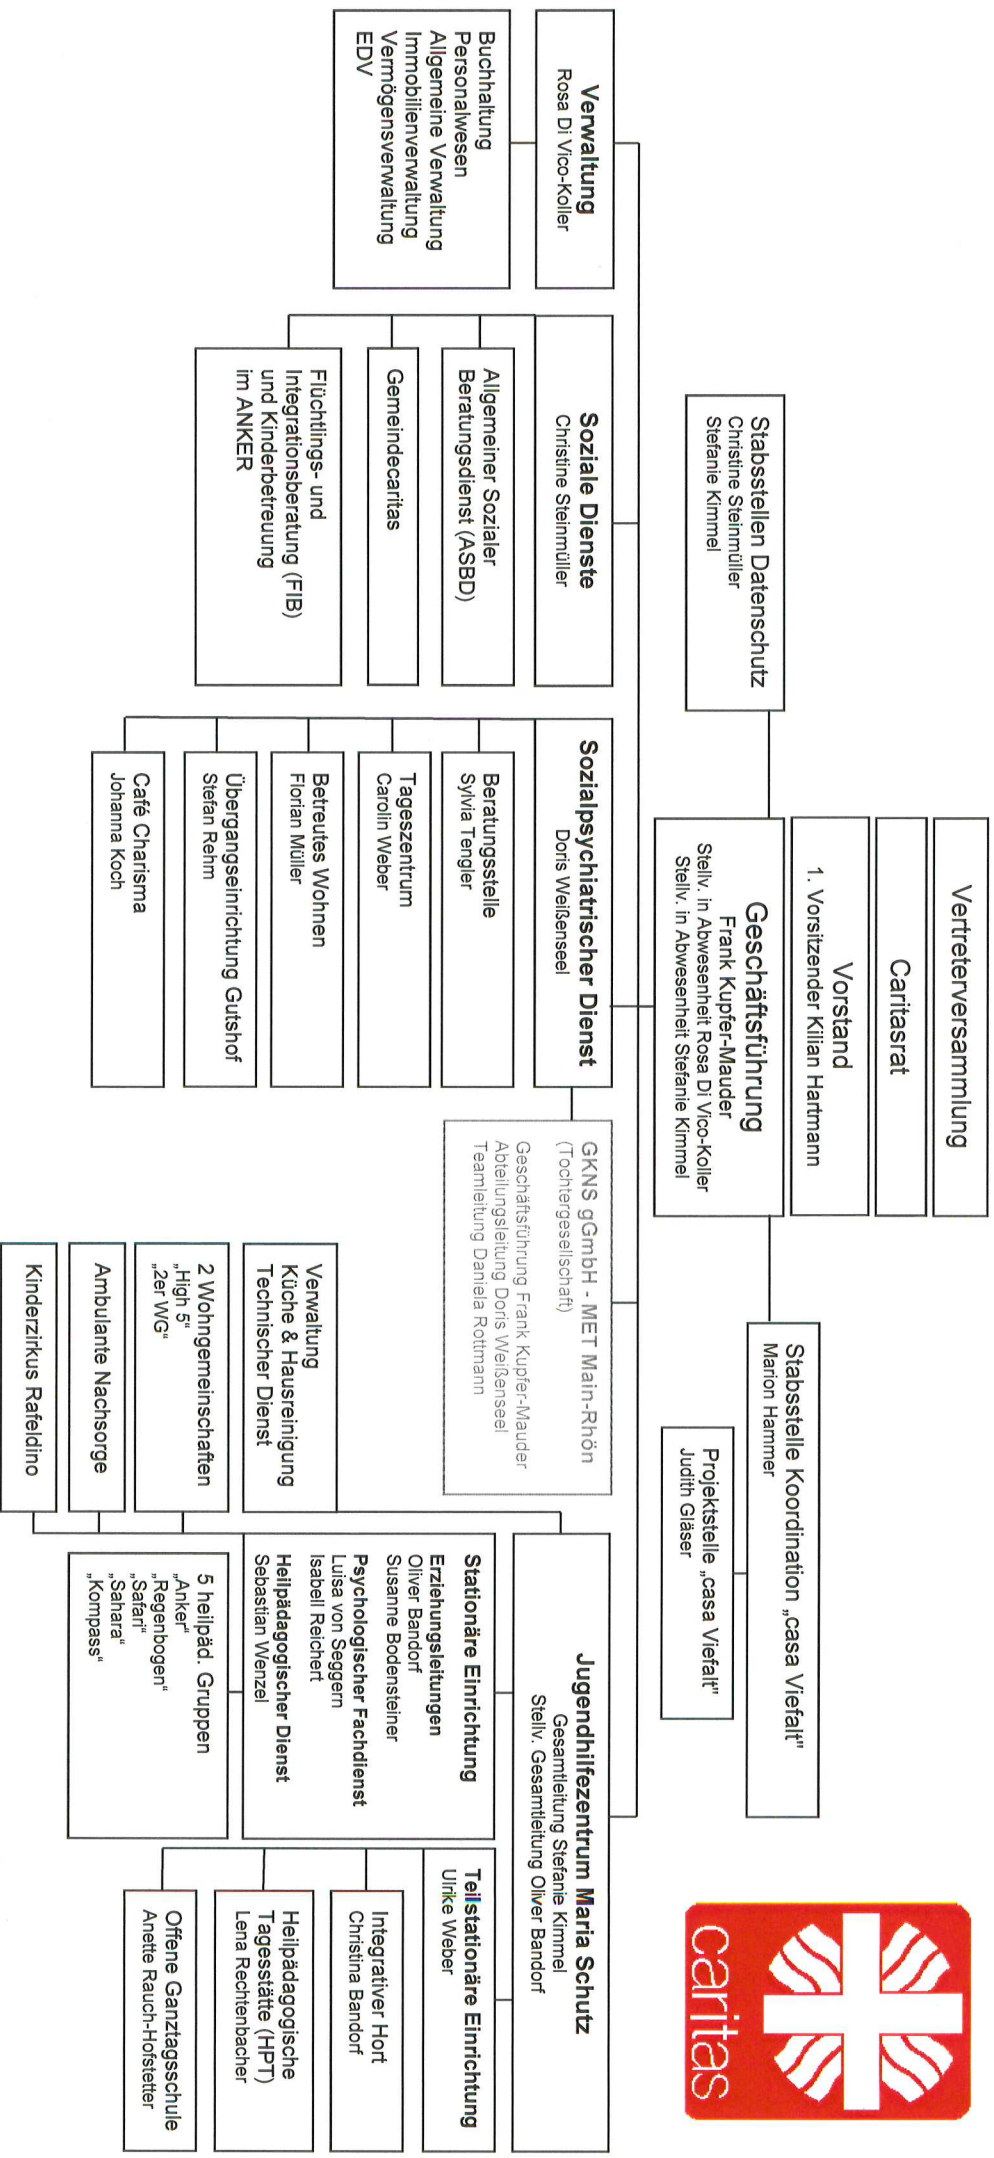 Vertreterversammlung
Caritasrat
Vorstand
1. Vorsitzender Kilian Hartmann
Geschäftsführung
Frank Kupfer-Mauder
Stellv. in Abwesenheit Rosa Di Vico-Koller
Stellv. in Abwesenheit Stefanie Kimmel
Stabsstellen Datenschutz
Christine Steinmüller
Stefanie Kimmel
Stabsstelle Koordination „casa Viefalt"
Marion Hammer
Projektstelle „casa Viefalt"
Judith Gläser
caritas
Verwaltung
Rosa Di Vico-Koller
Buchhaltung
Personalwesen
Allgemeine Verwaltung
Immobilienverwaltung
Vermögensverwaltung
EDV
Soziale Dienste
Christine Steinmüller
Allgemeiner Sozialer
Beratungsdienst (ASBD)
Gemeindecaritas
Flüchtlings- und
Integrationsberatung (FIB)
und Kinderbetreuung
im ANKER
Sozialpsychiatrischer Dienst
Doris Weißenseel
Beratungsstelle
Sylvia Tengler
Tageszentrum
Carolin Weber
Betreutes Wohnen
Florian Müller
Übergangseinrichtung Gutshof
Stefan Rehm
Café Charisma
Johanna Koch
GKNS gGmbH - MET Main-Rhön
(Tochtergesellschaft)
Geschäftsführung Frank Kupfer-Mauder
Abteilungsleitung Doris Weißenseel
Teamleitung Daniela Rottmann
Jugendhilfezentrum Maria Schutz
Gesamtleitung Stefanie Kimmel
Stellv. Gesamtleitung Oliver Bandorf
Verwaltung
Küche & Hausreinigung
Technischer Dienst
2 Wohngemeinschaften
„High 5“
„2er WG“
Ambulante Nachsorge
Kinderzirkus Rafeldino
Stationäre Einrichtung
Erziehungsleitungen
Oliver Bandorf
Susanne Bodensteiner
Psychologischer Fachdienst
Luisa von Seggern
Isabell Reichert
Heilpädagogischer Dienst
Sebastian Wenzel
5 heilpäd. Gruppen
„Anker“
„Regenbogen“
„Safari“
„Sahara“
„Kompass“
Teilstationäre Einrichtung
Ulrike Weber
Integrativer Hort
Christina Bandorf
Heilpädagogische
Tagesstätte (HPT)
Lena Rechtenbacher
Offene Ganztagsschule
Anette Rauch-Hofstetter